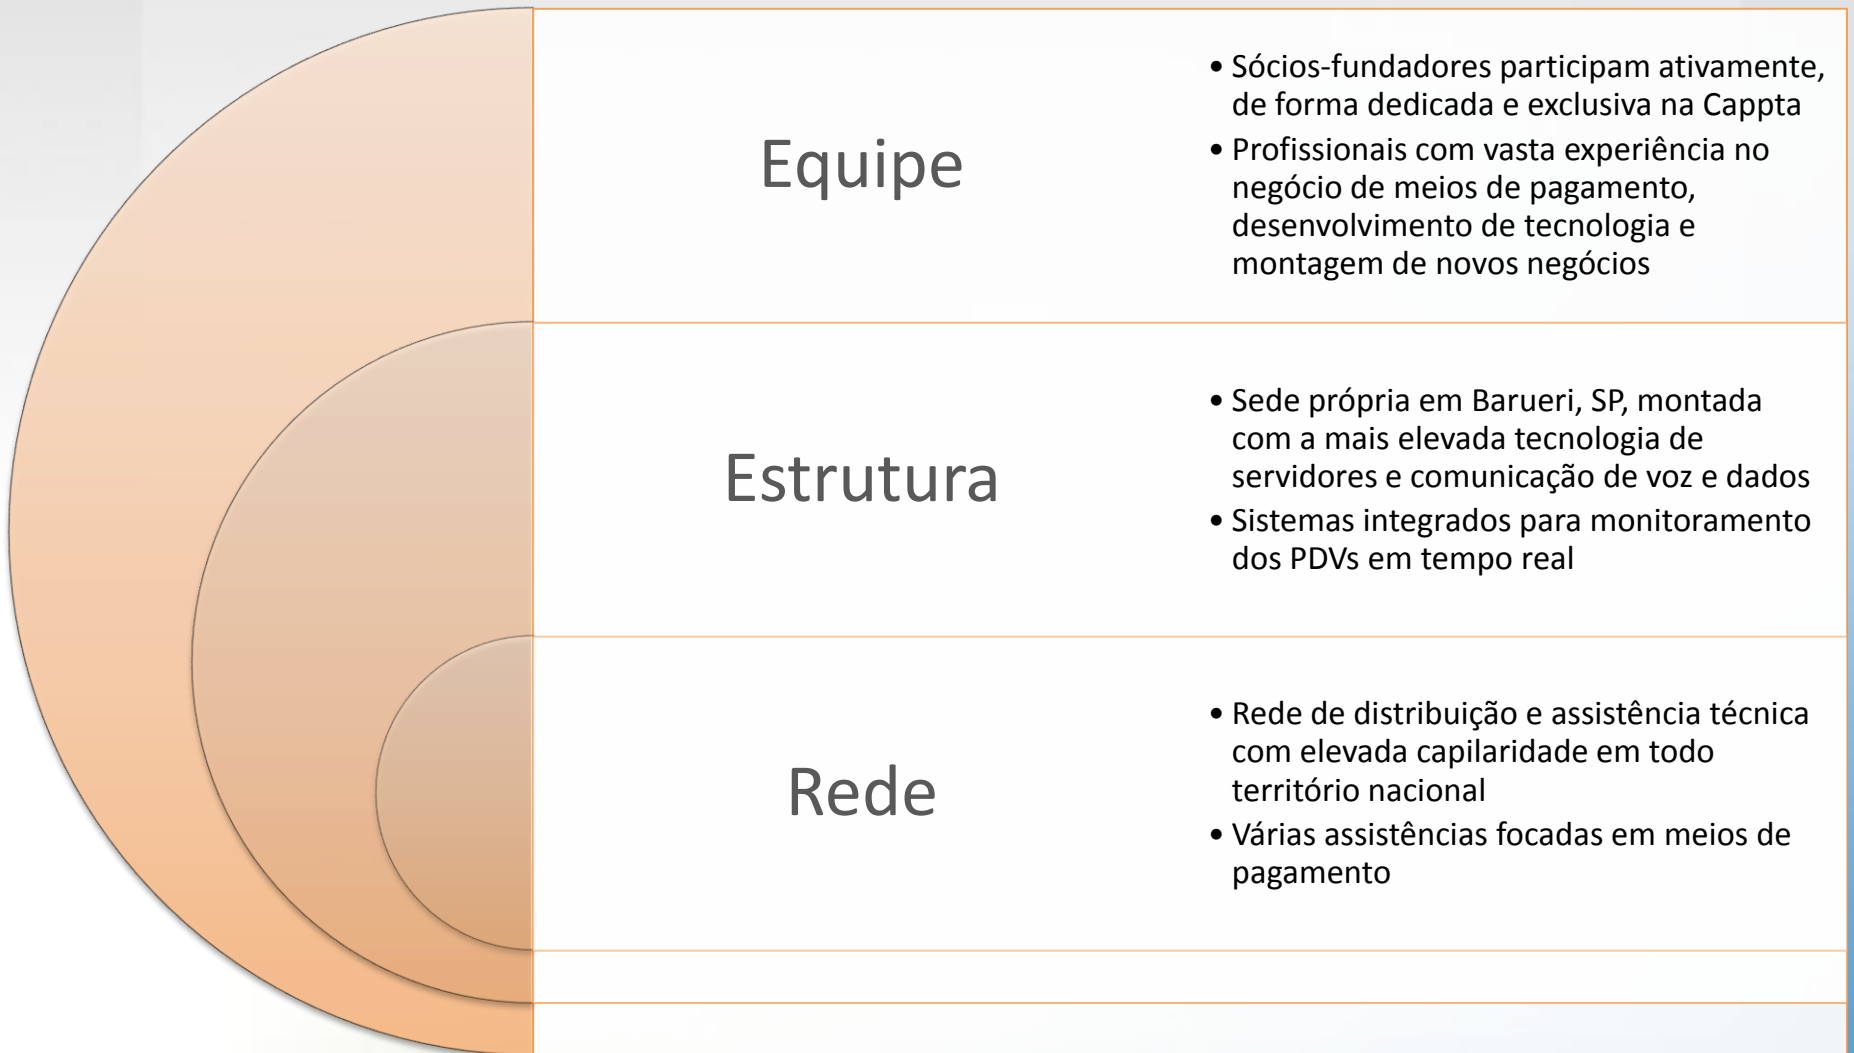 Equipe
• Sócios-fundadores participam ativamente,
de forma dedicada e exclusiva na Cappta
• Profissionais com vasta experiência no
negócio de meios de pagamento,
desenvolvimento de tecnologia e
montagem de novos negócios
Estrutura
• Sede própria em Barueri, SP, montada
com a mais elevada tecnologia de
servidores e comunicação de voz e dados
• Sistemas integrados para monitoramento
dos PDVs em tempo real
Rede
• Rede de distribuição e assistência técnica
com elevada capilaridade em todo
território nacional
• Várias assistências focadas em meios de
pagamento